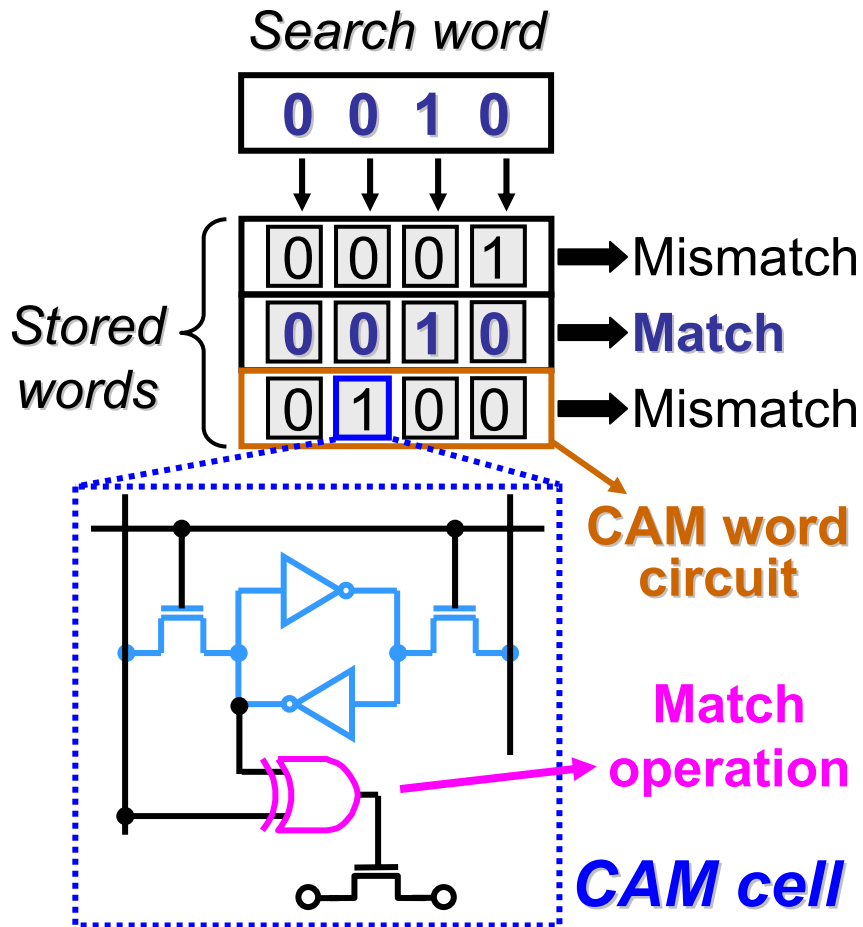 Search word
0 0 1 0
0 0 0 1 Mismatch
Stored words
0 0 1 0 Match
0 1 0 0 Mismatch
CAM word
circuit
Match
operation
CAM cell